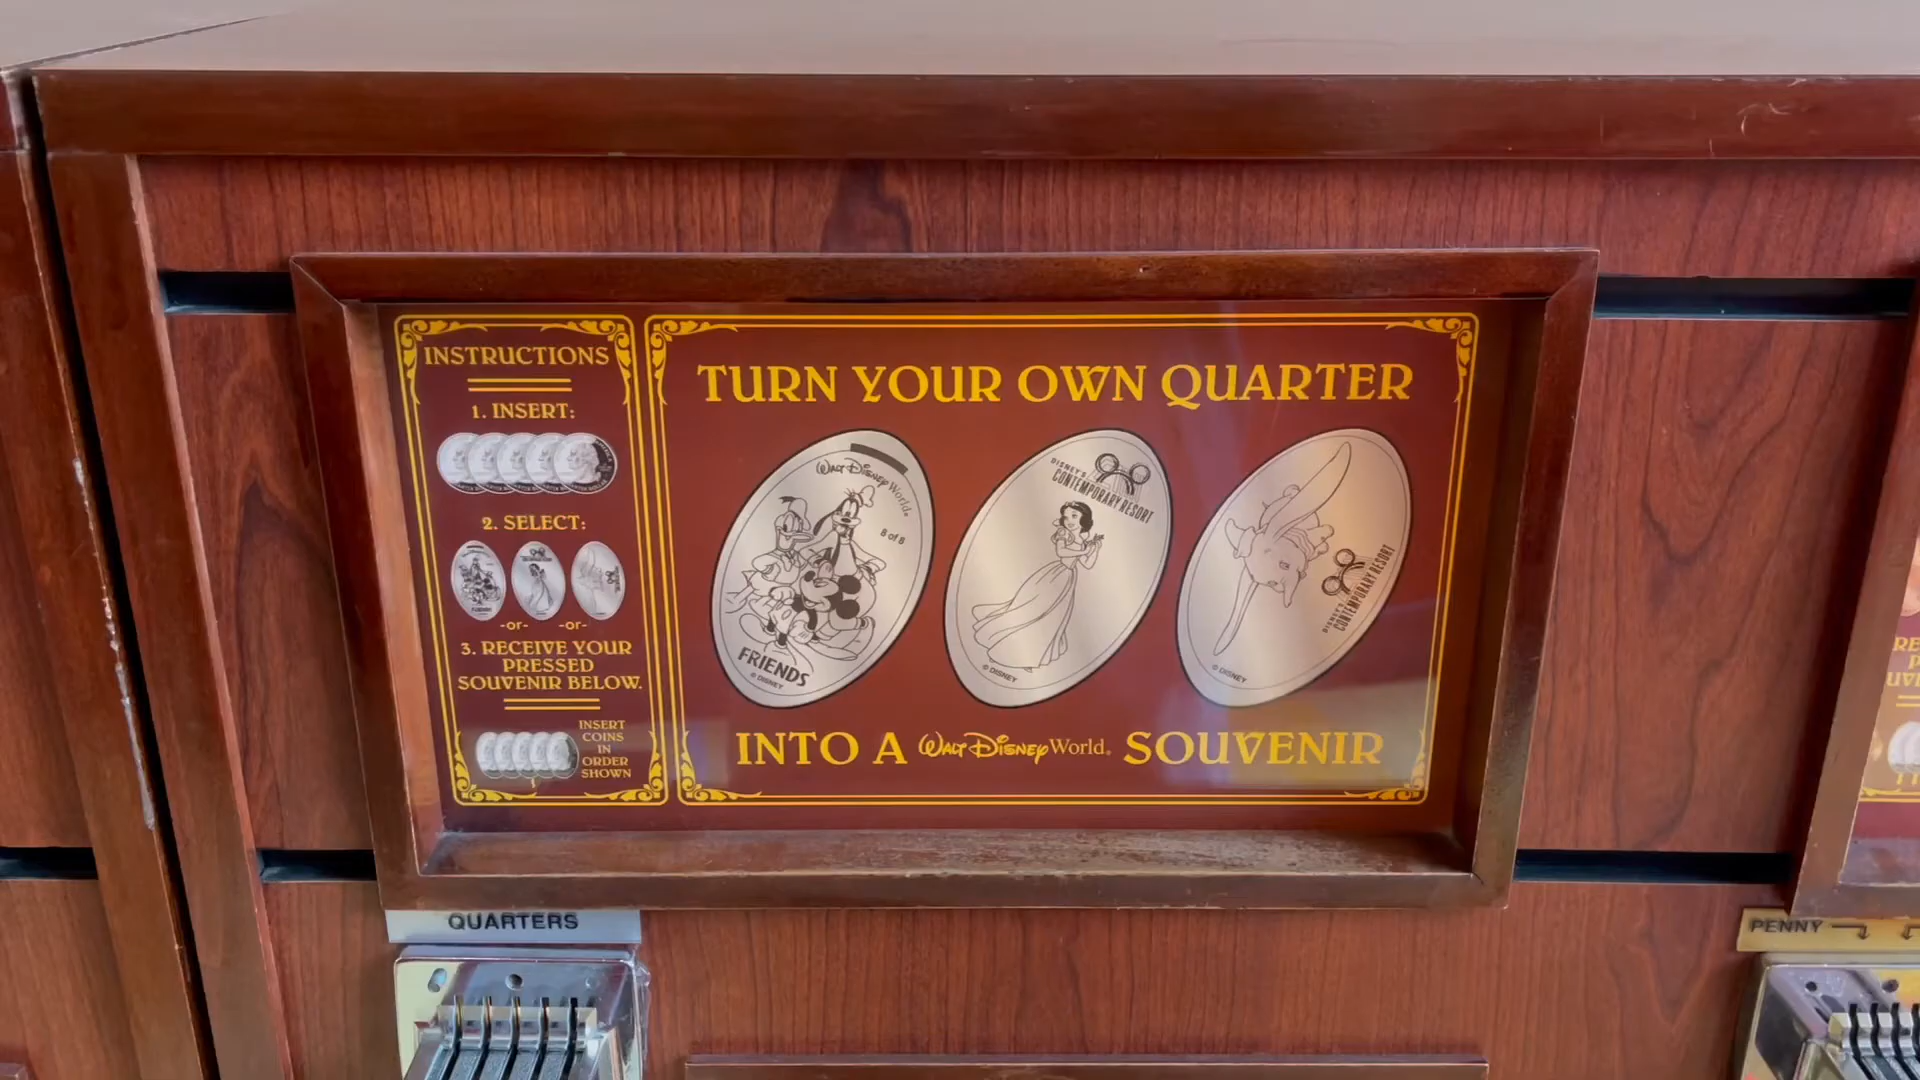 INSTRUCTIONS
1. INSERT:
2. SELECT:
-or- -or-
3. RECEIVE YOUR
PRESSED
SOUVENIR BELOW.
INSERT
COINS
IN
ORDER
SHOWN
TURN YOUR OWN QUARTER
Walt Disney World
8 of 8
FRIENDS
© DISNEY
DISNEY'S
CONTEMPORARY RESORT
© DISNEY
DISNEY'S
CONTEMPORARY RESORT
© DISNEY
INTO A Walt Disney World® SOUVENIR
QUARTERS
PENNY